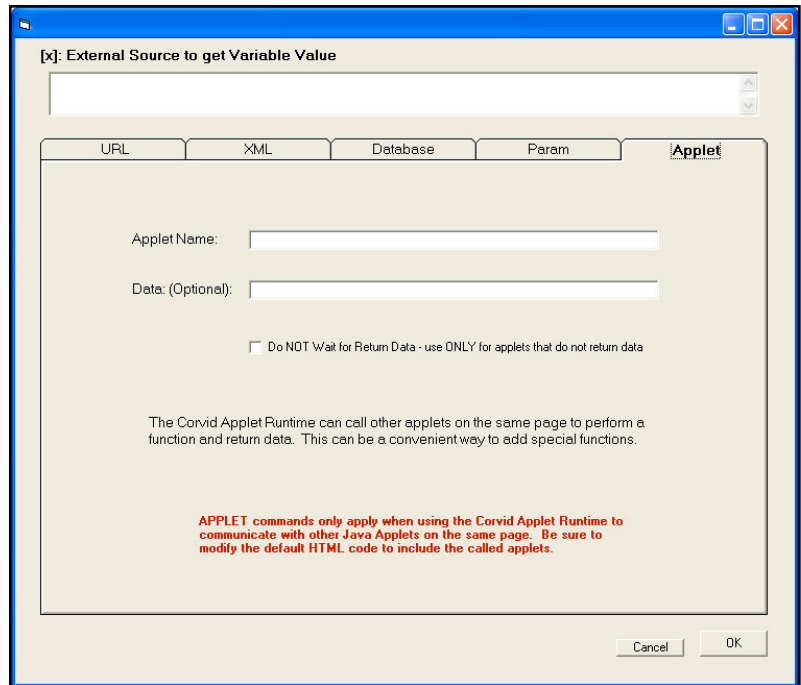 [x]: External Source to get Variable Value
URL XML Database Param Applet
Applet Name:
Data: (Optional):
Do NOT Wait for Return Data - use ONLY for applets that do not return data
The Corvid Applet Runtime can call other applets on the same page to perform a
function and return data. This can be a convenient way to add special functions.
APPLET commands only apply when using the Corvid Applet Runtime to
communicate with other Java Applets on the same page. Be sure to
modify the default HTML code to include the called applets.
Cancel OK